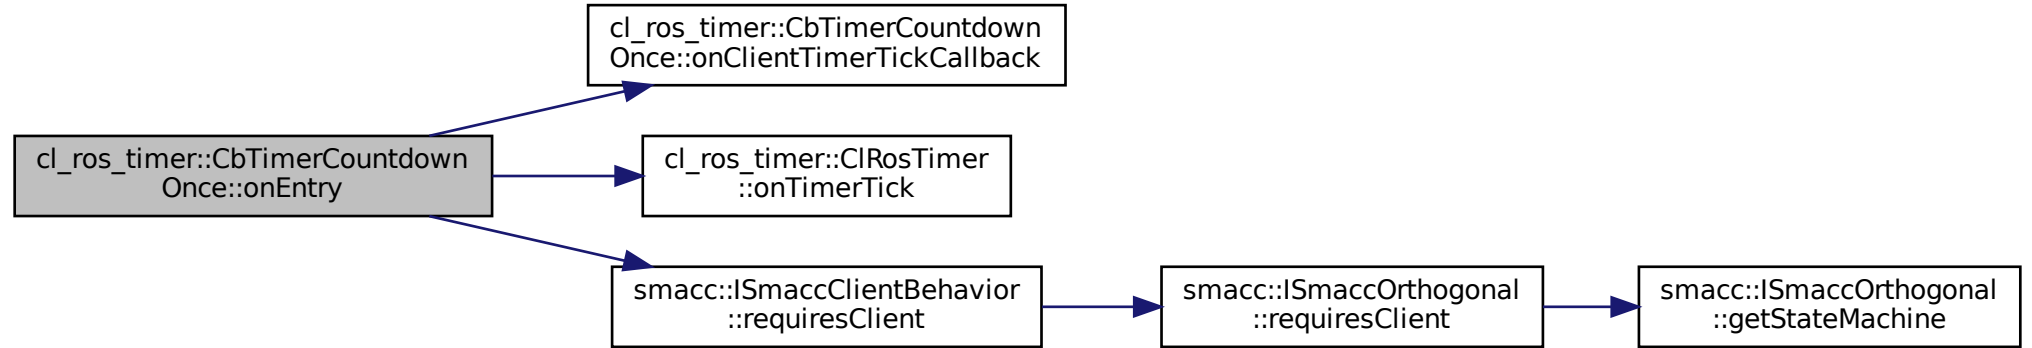 cl_ros_timer::CbTimerCountdown
Once::onClientTimerTickCallback
cl_ros_timer::CbTimerCountdown
Once::onEntry
cl_ros_timer::ClRosTimer
::onTimerTick
smacc::ISmaccClientBehavior
::requiresClient
smacc::ISmaccOrthogonal
::requiresClient
smacc::ISmaccOrthogonal
::getStateMachine